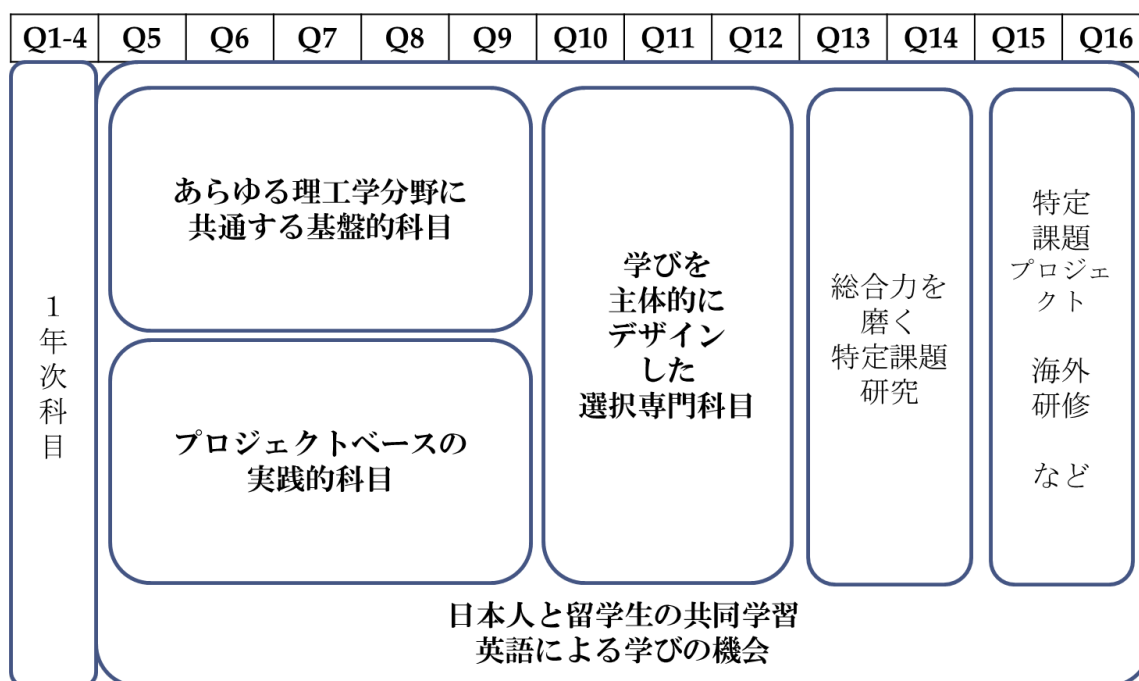 Q1-4 Q5 Q6 Q7 Q8 Q9 Q10 Q11 Q12 Q13 Q14 Q15 Q16
1
年
次
科
目
あらゆる理工学分野に
共通する基盤的科目
プロジェクトベースの
実践的科目
学びを
主体的に
デザイン
した
選択専門科目
総合力を
磨く
特定課題
研究
特定
課題
プロジェ
クト
海外
研修
など
日本人と留学生の共同学習
英語による学びの機会